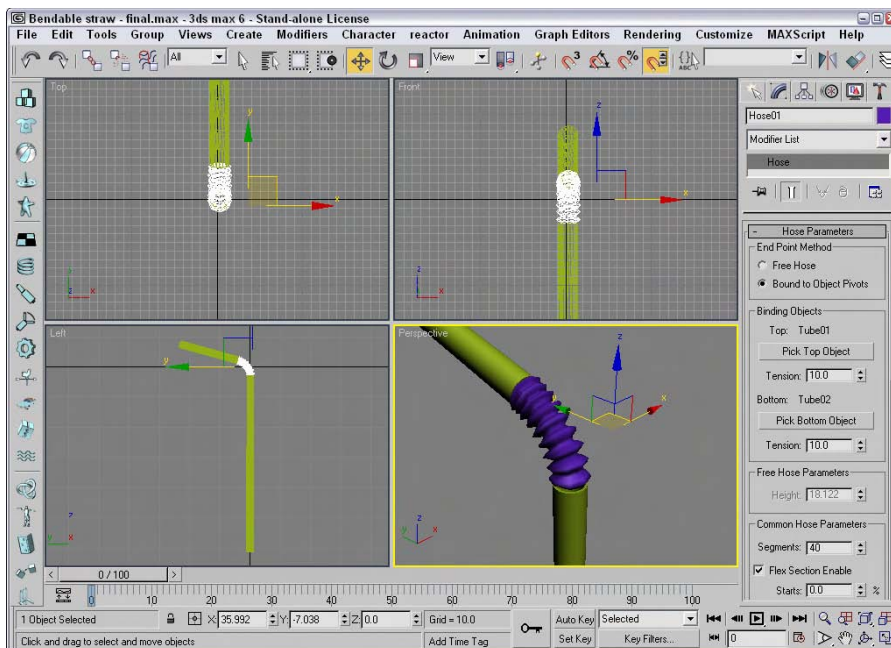 Bendable straw - final.max - 3ds max 6 - Stand-alone License
File Edit Tools Group Views Create Modifiers Character reactor Animation Graph Editors Rendering Customize MAXScript Help
All
View
3
%
ABC
Top
y
x
z
x
Front
z
x
z
x
Hose01
Modifier List
Hose
- Hose Parameters
End Point Method
Free Hose
Bound to Object Pivots
Binding Objects
Top: Tube01
Pick Top Object
Tension: 10.0
Bottom: Tube02
Pick Bottom Object
Tension: 10.0
Free Hose Parameters
Height: 18.122
Common Hose Parameters
Segments: 40
Flex Section Enable
Starts: 0.0 %
Left
y
z
y
Perspective
z
y
x
z
y
x
< 0 / 100 >
0 10 20 30 40 50 60 70 80 90 100
1 Object Selected X: 35.992 Y: -7.038 Z: 0.0 Grid = 10.0 Auto Key Selected
Click and drag to select and move objects Add Time Tag Set Key Key Filters... 0